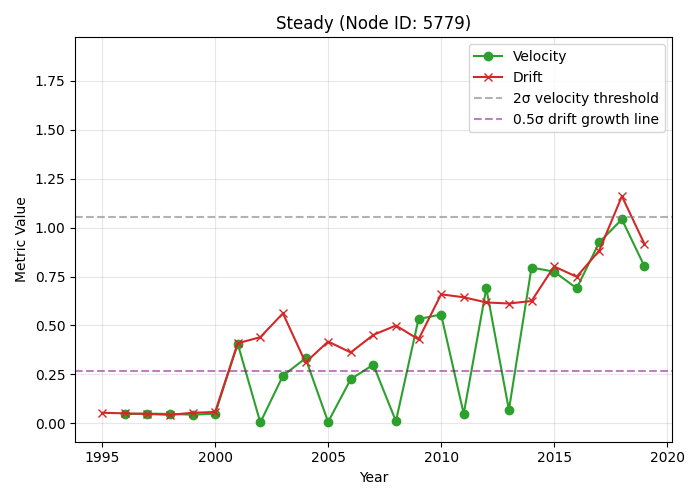 Steady (Node ID: 5779)
Velocity
Drift
2σ velocity threshold
0.5σ drift growth line
Metric Value
1.75
1.50
1.25
1.00
0.75
0.50
0.25
0.00
1995 2000 2005 2010 2015 2020
Year